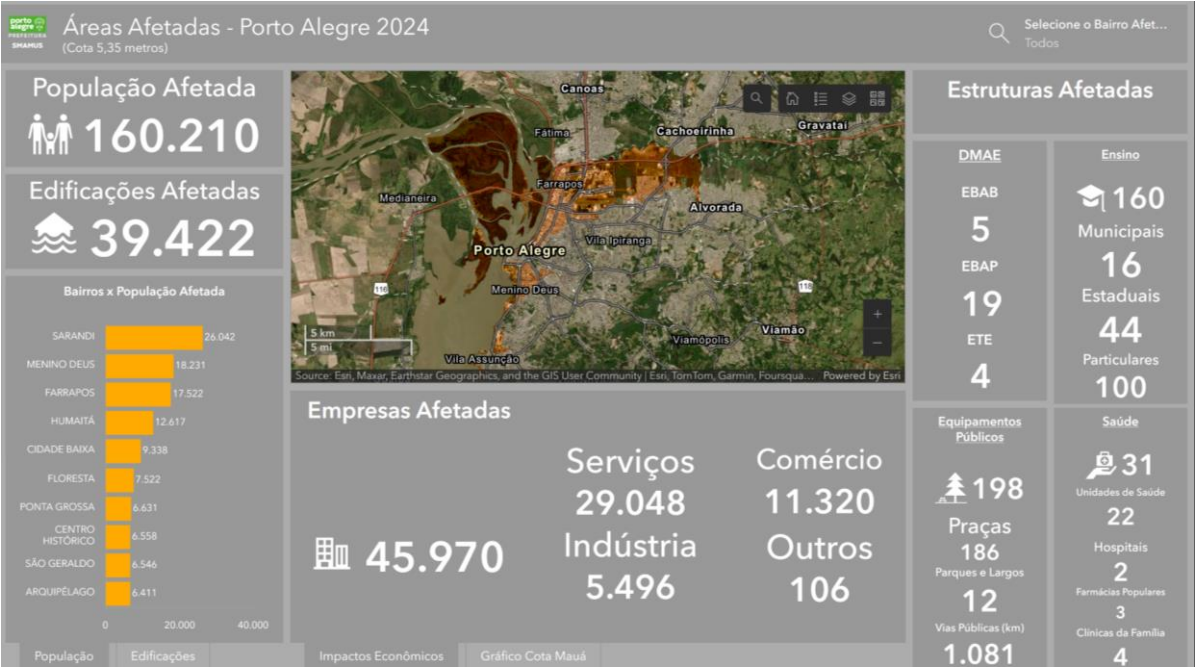 porto
alegre
PREFEITURA
SMAMUS
Áreas Afetadas - Porto Alegre 2024
(Cota 5,35 metros)
Selecione o Bairro Afet...
Todos
População Afetada
160.210
Edificações Afetadas
39.422
Bairros x População Afetada
SARANDI
26.042
MENINO DEUS
18.231
FARRAPOS
17.522
HUMAITÁ
12.617
CIDADE BAIXA
9.338
FLORESTA
7.522
PONTA GROSSA
6.631
CENTRO
HISTÓRICO
6.558
SÃO GERALDO
6.546
ARQUIPÉLAGO
6.411
0 20.000 40.000
População
Edificações
Canoas
Fátima
Cachoeirinha
Gravataí
Farrapos
Medianeira
Alvorada
Vila Ipiranga
Porto Alegre
116
Menino Deus
118
5 km
5 mi
Viamão
Viamópolis
Vila Assunção
+
−
Source: Esri, Maxar, Earthstar Geographics, and the GIS User Community | Esri, TomTom, Garmin, Foursqua... Powered by Esri
Empresas Afetadas
45.970
Serviços
29.048
Comércio
11.320
Indústria
5.496
Outros
106
Impactos Econômicos
Gráfico Cota Mauá
Estruturas Afetadas
DMAE
EBAB
5
EBAP
19
ETE
4
Ensino
160
Municipais
16
Estaduais
44
Particulares
100
Equipamentos
Públicos
198
Praças
186
Parques e Largos
12
Vias Públicas (km)
1.081
Saúde
31
Unidades de Saúde
22
Hospitais
2
Farmácias Populares
3
Clínicas da Família
4